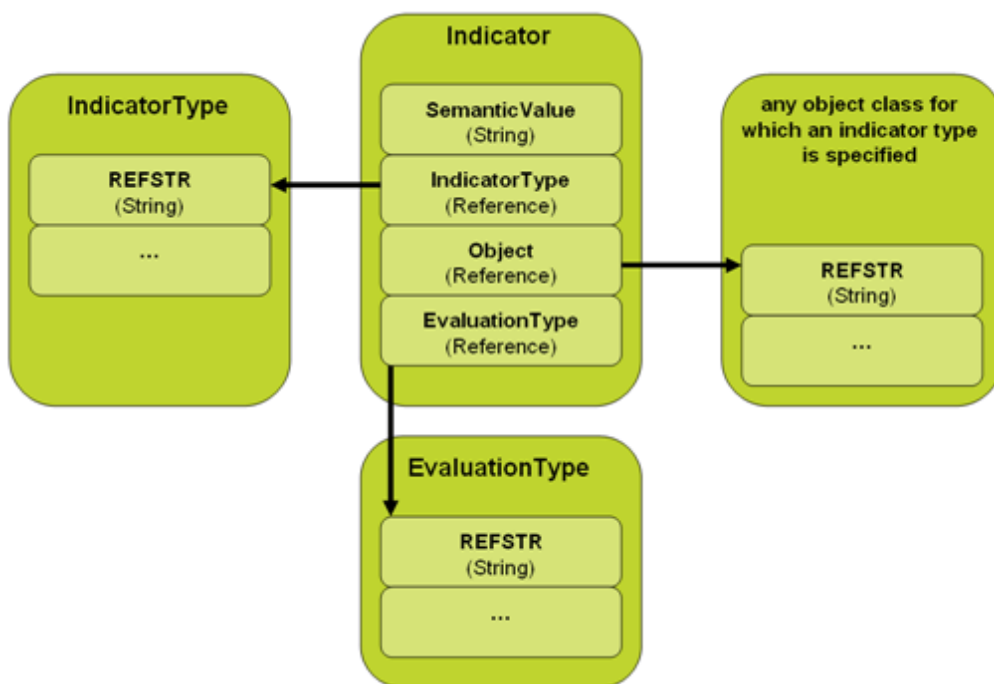 Indicator
SemanticValue
(String)
IndicatorType
(Reference)
Object
(Reference)
EvaluationType
(Reference)
IndicatorType
REFSTR
(String)
...
any object class for
which an indicator type
is specified
REFSTR
(String)
...
EvaluationType
REFSTR
(String)
...